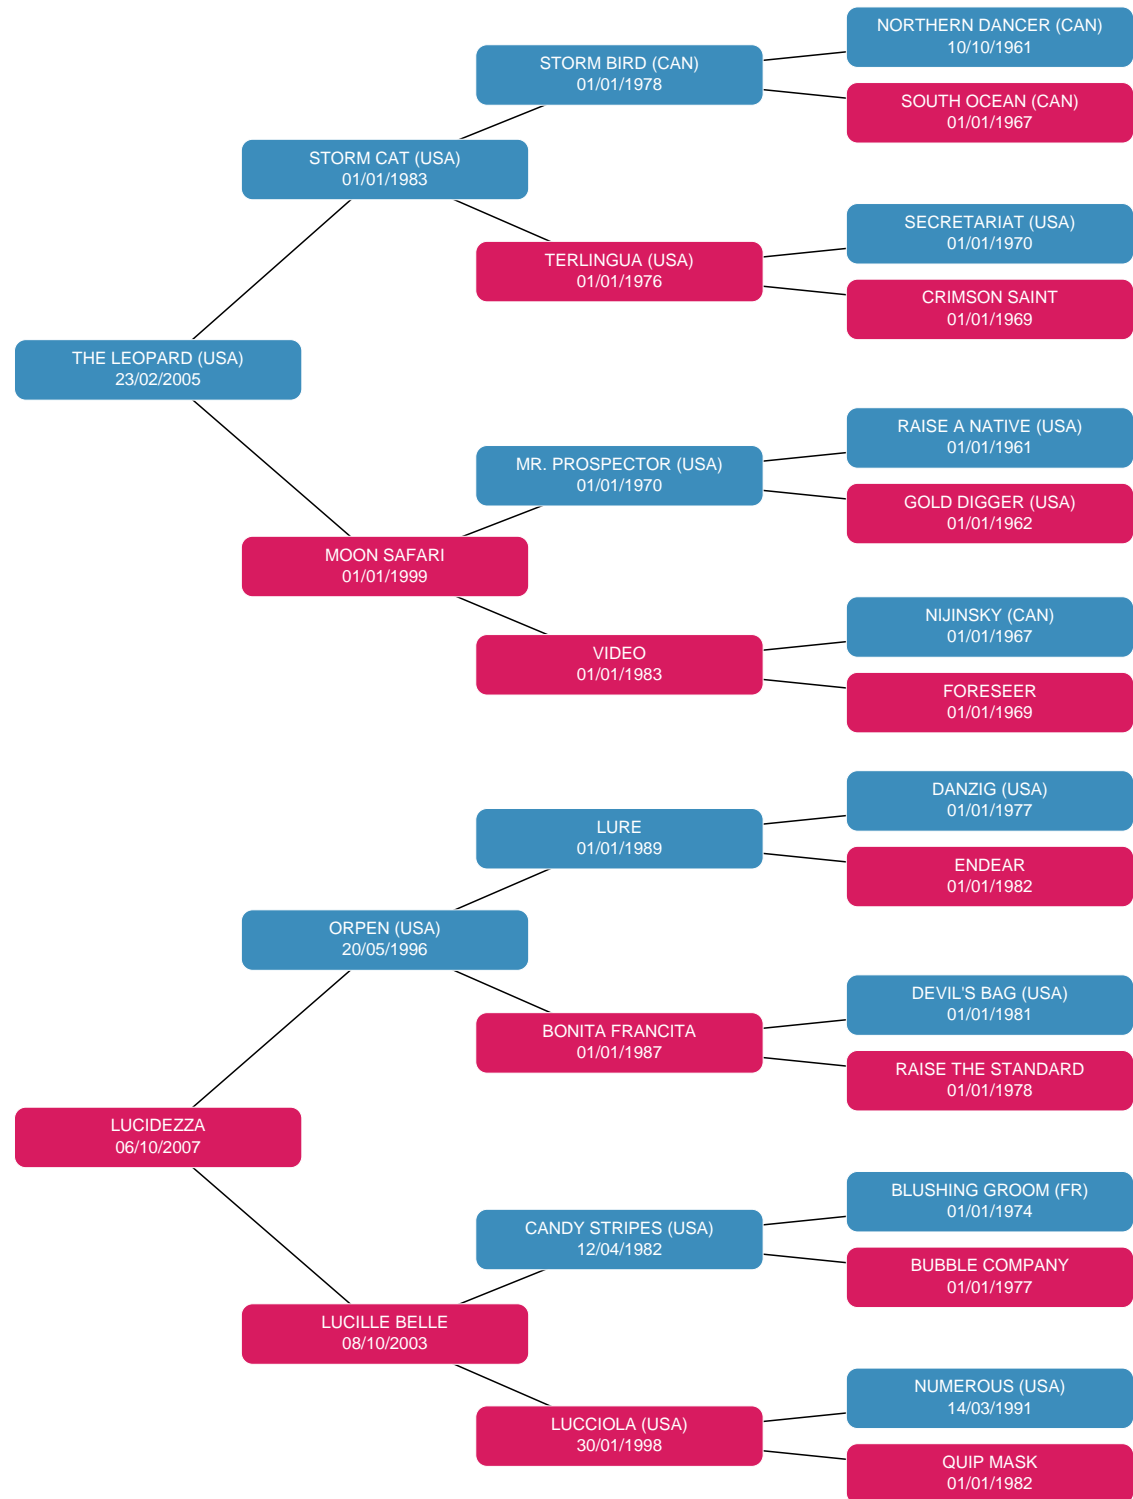 NORTHERN DANCER (CAN)
10/10/1961
STORM BIRD (CAN)
01/01/1978
SOUTH OCEAN (CAN)
01/01/1967
STORM CAT (USA)
01/01/1983
SECRETARIAT (USA)
01/01/1970
TERLINGUA (USA)
01/01/1976
CRIMSON SAINT
01/01/1969
THE LEOPARD (USA)
23/02/2005
RAISE A NATIVE (USA)
01/01/1961
MR. PROSPECTOR (USA)
01/01/1970
GOLD DIGGER (USA)
01/01/1962
MOON SAFARI
01/01/1999
NIJINSKY (CAN)
01/01/1967
VIDEO
01/01/1983
FORESEER
01/01/1969
DANZIG (USA)
01/01/1977
LURE
01/01/1989
ENDEAR
01/01/1982
ORPEN (USA)
20/05/1996
DEVIL'S BAG (USA)
01/01/1981
BONITA FRANCITA
01/01/1987
RAISE THE STANDARD
01/01/1978
LUCIDEZZA
06/10/2007
BLUSHING GROOM (FR)
01/01/1974
CANDY STRIPES (USA)
12/04/1982
BUBBLE COMPANY
01/01/1977
LUCILLE BELLE
08/10/2003
NUMEROUS (USA)
14/03/1991
LUCCIOLA (USA)
30/01/1998
QUIP MASK
01/01/1982